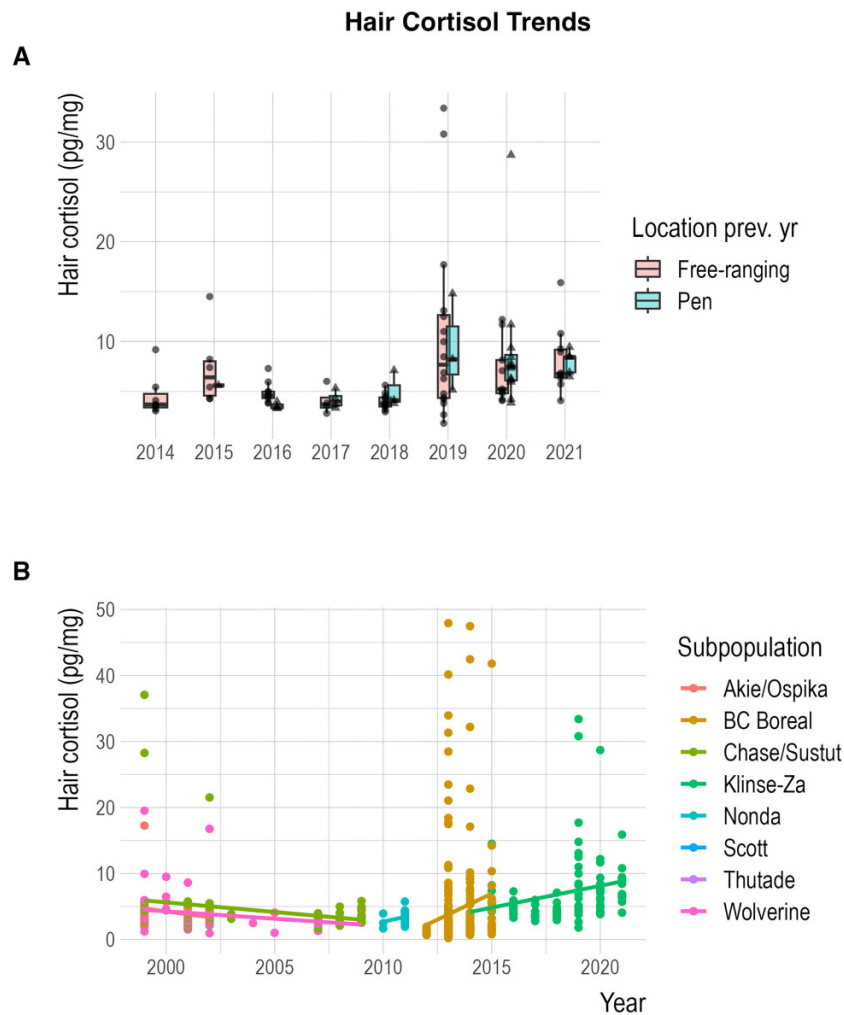 Hair Cortisol Trends
A
Hair cortisol (pg/mg)
30
20
10
2014 2015 2016 2017 2018 2019 2020 2021
Location prev. yr
Free-ranging
Pen
B
Hair cortisol (pg/mg)
50
40
30
20
10
0
2000 2005 2010 2015 2020
Year
Subpopulation
Akie/Ospika
BC Boreal
Chase/Sustut
Klinse-Za
Nonda
Scott
Thutade
Wolverine